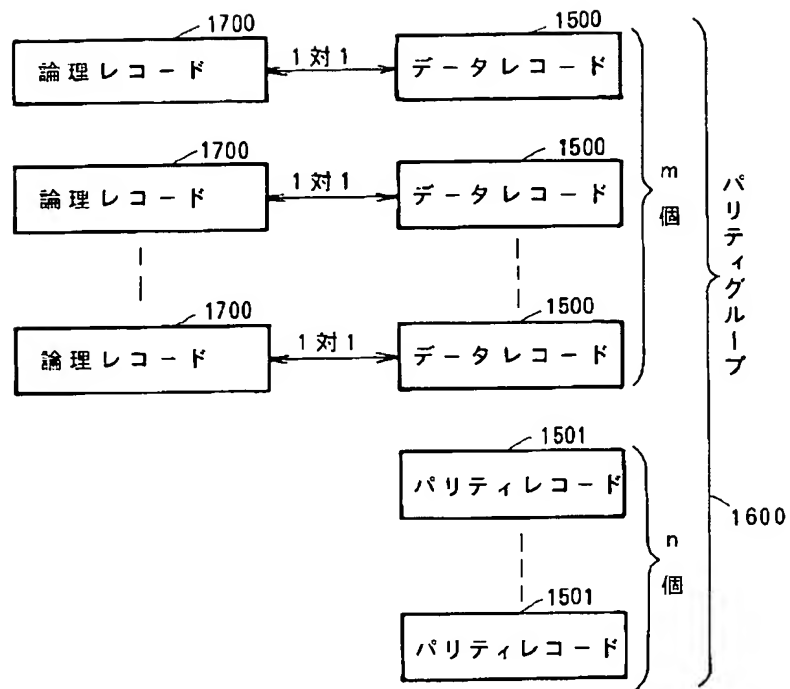 1700
論理レコード
1対1
1500
データレコード
1700
論理レコード
1対1
1500
データレコード
1700
論理レコード
1対1
1500
データレコード
m個
1501
パリティレコード
1501
パリティレコード
n個
パリティグループ
1600